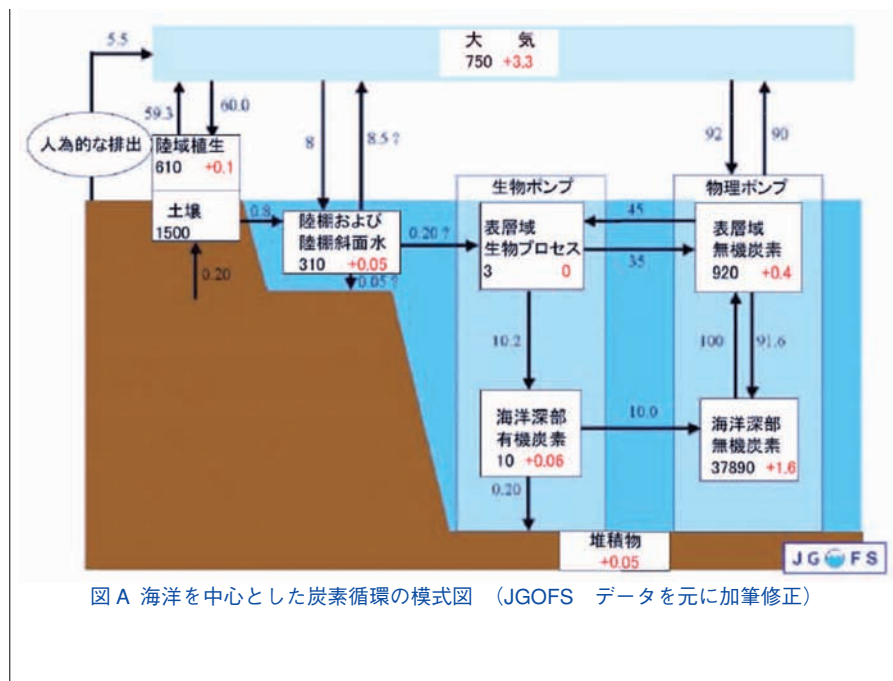 5.5
大 気
750 +3.3
59.3
60.0
8
8.5 ?
92
90
人為的な排出
陸域植生
610 +0.1
生物ポンプ
物理ポンプ
土壌
1500
0.8
陸棚および
陸棚斜面水
310 +0.05
0.20 ?
表層域
生物プロセス
3 0
45
35
表層域
無機炭素
920 +0.4
0.20
0.05 ?
10.2
100
91.6
海洋深部
有機炭素
10 +0.06
10.0
海洋深部
無機炭素
37890 +1.6
0.20
堆積物
+0.05
JGOFS
図 A 海洋を中心とした炭素循環の模式図 （JGOFS データを元に加筆修正）